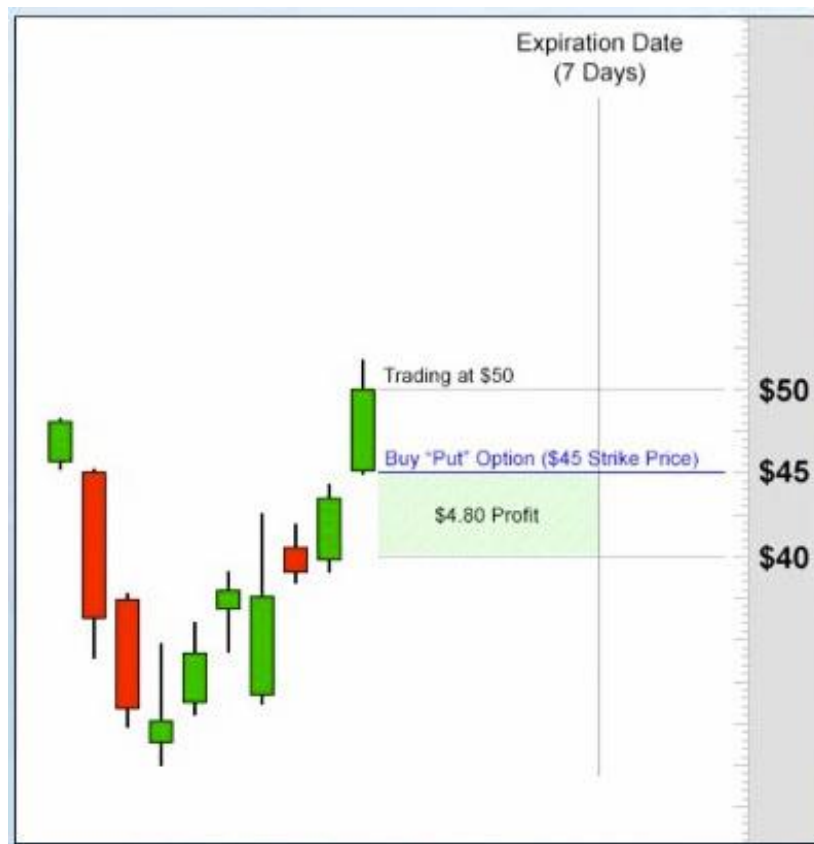 Expiration Date
(7 Days)
Trading at $50
$50
Buy “Put” Option ($45 Strike Price)
$45
$4.80 Profit
$40